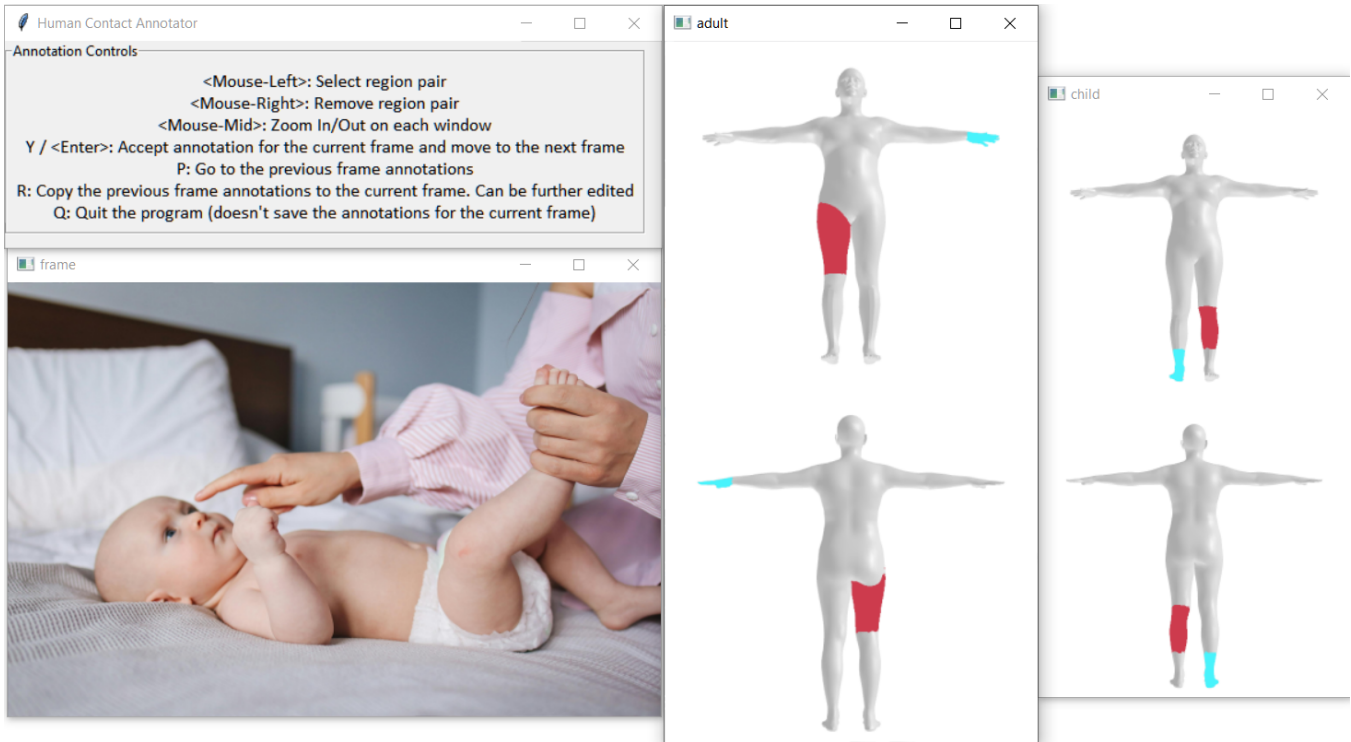 Human Contact Annotator
Annotation Controls
<Mouse-Left>: Select region pair
<Mouse-Right>: Remove region pair
<Mouse-Mid>: Zoom In/Out on each window
Y / <Enter>: Accept annotation for the current frame and move to the next frame
P: Go to the previous frame annotations
R: Copy the previous frame annotations to the current frame. Can be further edited
Q: Quit the program (doesn't save the annotations for the current frame)
frame
adult
child